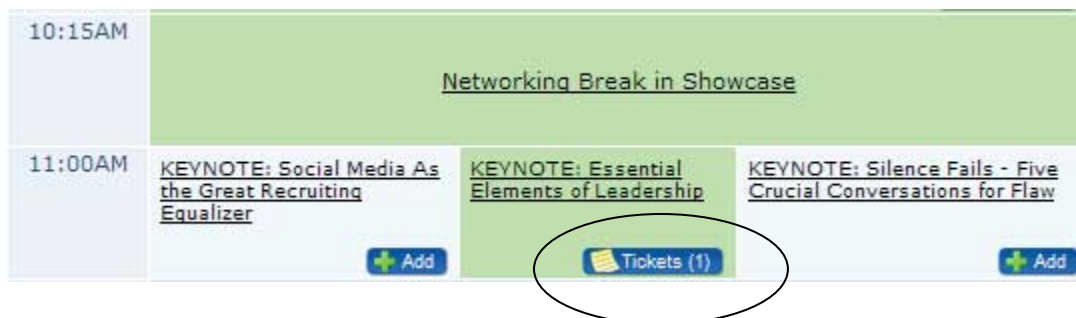 10:15AM
Networking Break in Showcase
11:00AM
KEYNOTE: Social Media As
the Great Recruiting
Equalizer
Add
KEYNOTE: Essential
Elements of Leadership
Tickets (1)
KEYNOTE: Silence Fails - Five
Crucial Conversations for Flaw
Add